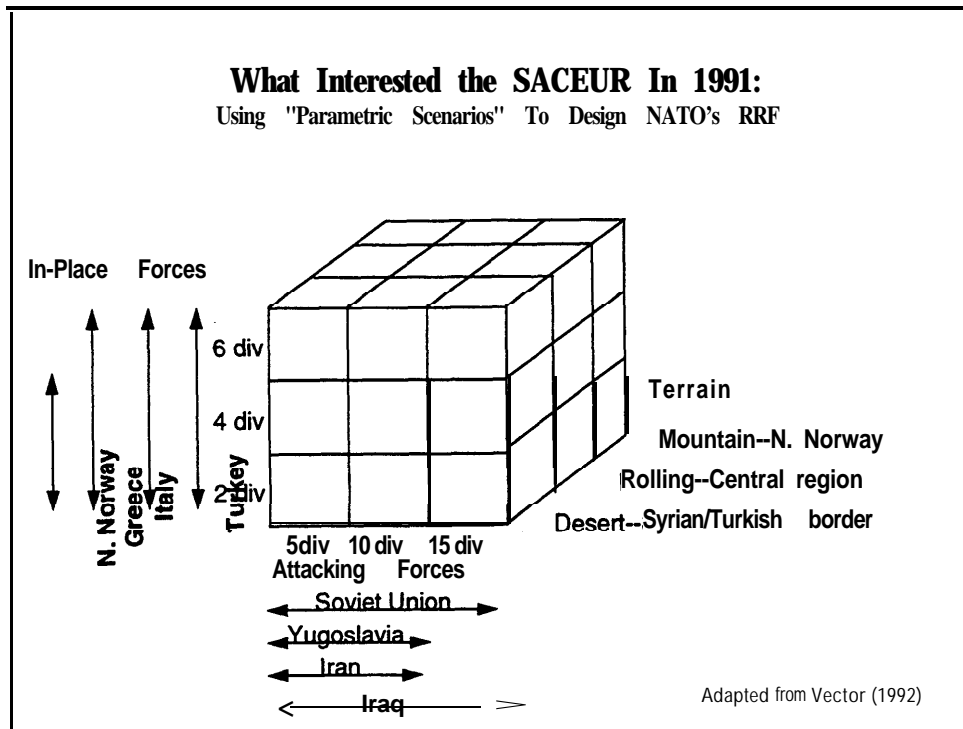 What Interested the SACEUR In 1991:
Using "Parametric Scenarios" To Design NATO's RRF
In-Place Forces
6 div
4 div
2 div
N. Norway
Greece
Italy
Turkey
Terrain
Mountain--N. Norway
Rolling--Central region
Desert--Syrian/Turkish border
5div 10 div 15 div
Attacking Forces
Soviet Union
Yugoslavia
Iran
Iraq
Adapted from Vector (1992)